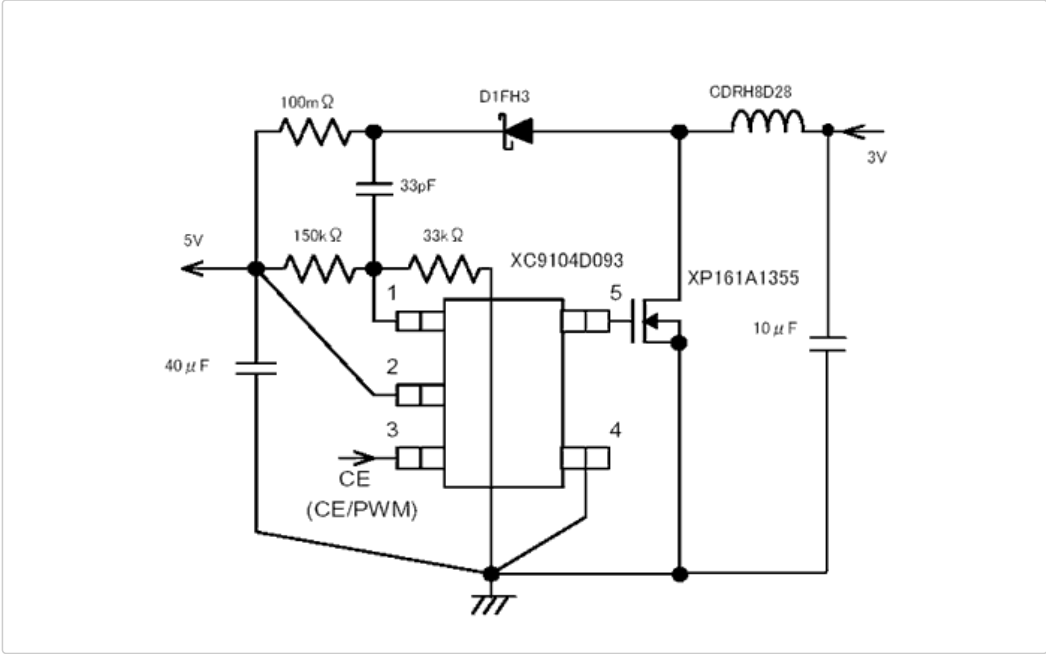 D1FH3
CDRH8D28
100mΩ
3V
33pF
5V
150kΩ
33kΩ
XC9104D093
XP161A1355
1
5
10μF
40μF
2
3
4
CE
(CE/PWM)